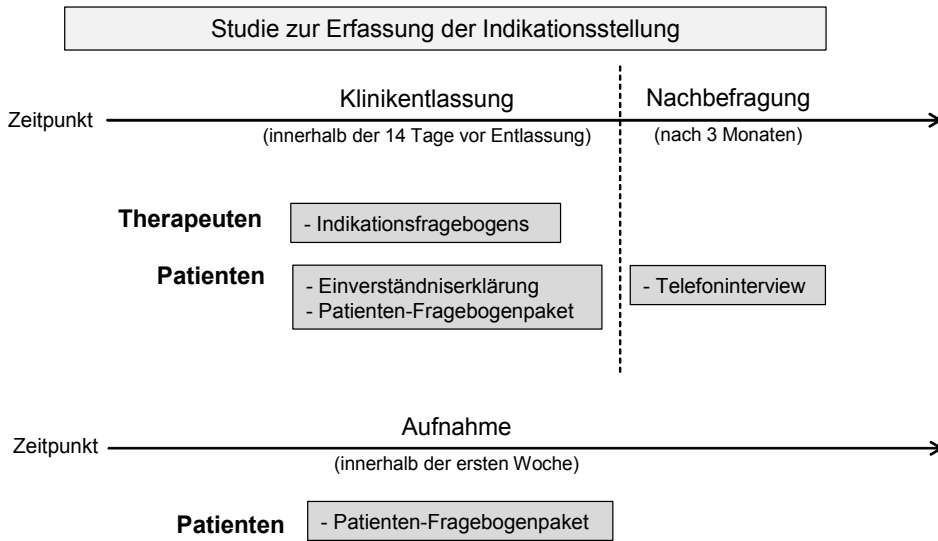 Studie zur Erfassung der Indikationsstellung
Klinikentlassung
Nachbefragung
Zeitpunkt
(innerhalb der 14 Tage vor Entlassung)
(nach 3 Monaten)
Therapeuten
- Indikationsfragebogens
Patienten
- Einverständniserklärung
- Patienten-Fragebogenpaket
- Telefoninterview
Aufnahme
Zeitpunkt
(innerhalb der ersten Woche)
Patienten
- Patienten-Fragebogenpaket